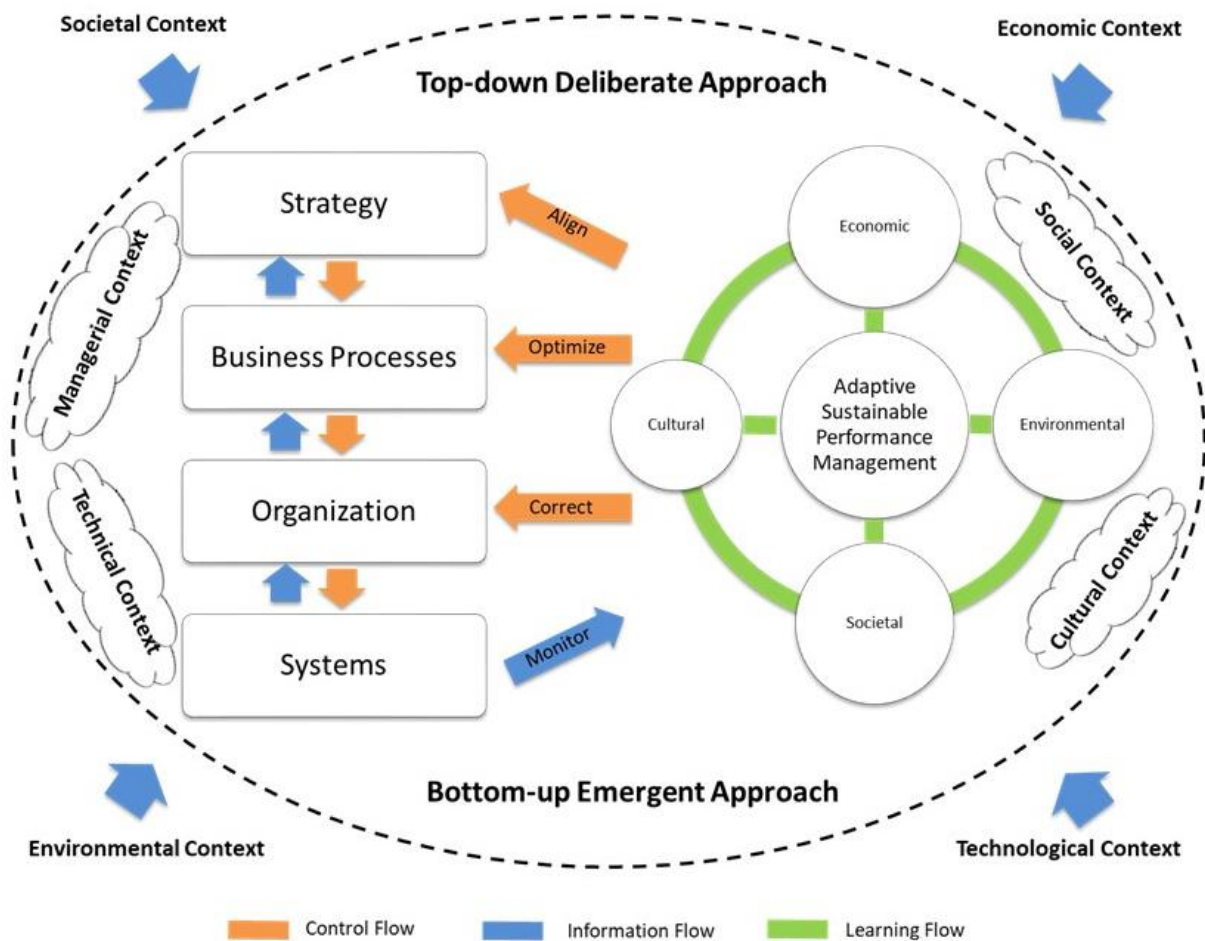 Societal Context
Economic Context
Top-down Deliberate Approach
Strategy
Align
Economic
Social Context
Managerial Context
Business Processes
Optimize
Cultural
Adaptive
Sustainable
Performance
Management
Environmental
Technical Context
Organization
Correct
Cultural Context
Systems
Monitor
Societal
Bottom-up Emergent Approach
Environmental Context
Technological Context
Control Flow
Information Flow
Learning Flow